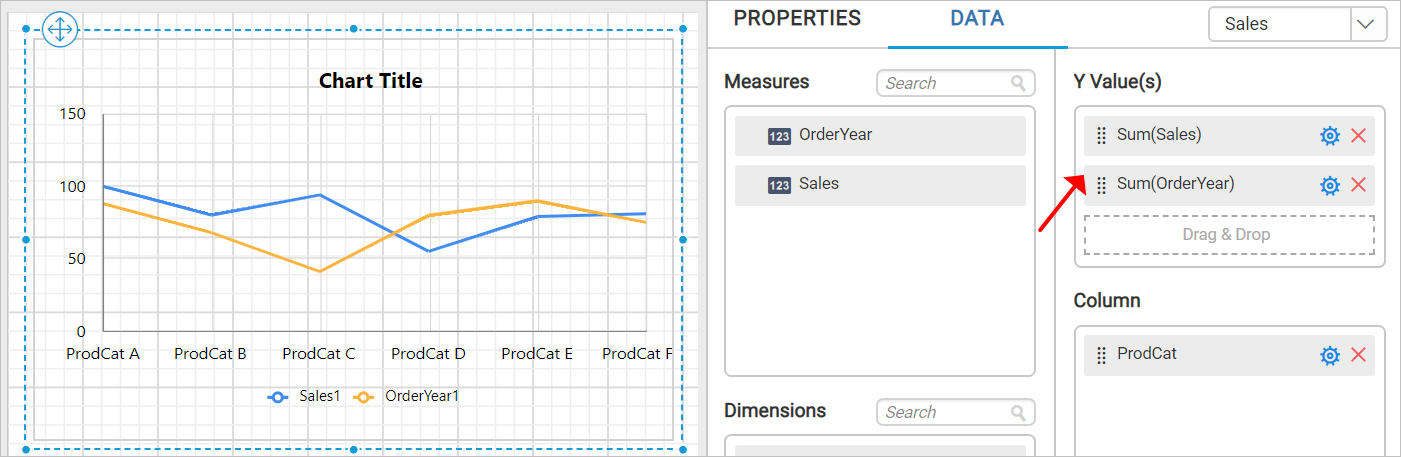 PROPERTIES
DATA
Sales
Chart Title
150
100
50
0
ProdCat A ProdCat B ProdCat C ProdCat D ProdCat E ProdCat F
Sales1 OrderYear1
Measures
Search
123 OrderYear
123 Sales
Dimensions
Search
Y Value(s)
Sum(Sales)
Sum(OrderYear)
Drag & Drop
Column
ProdCat